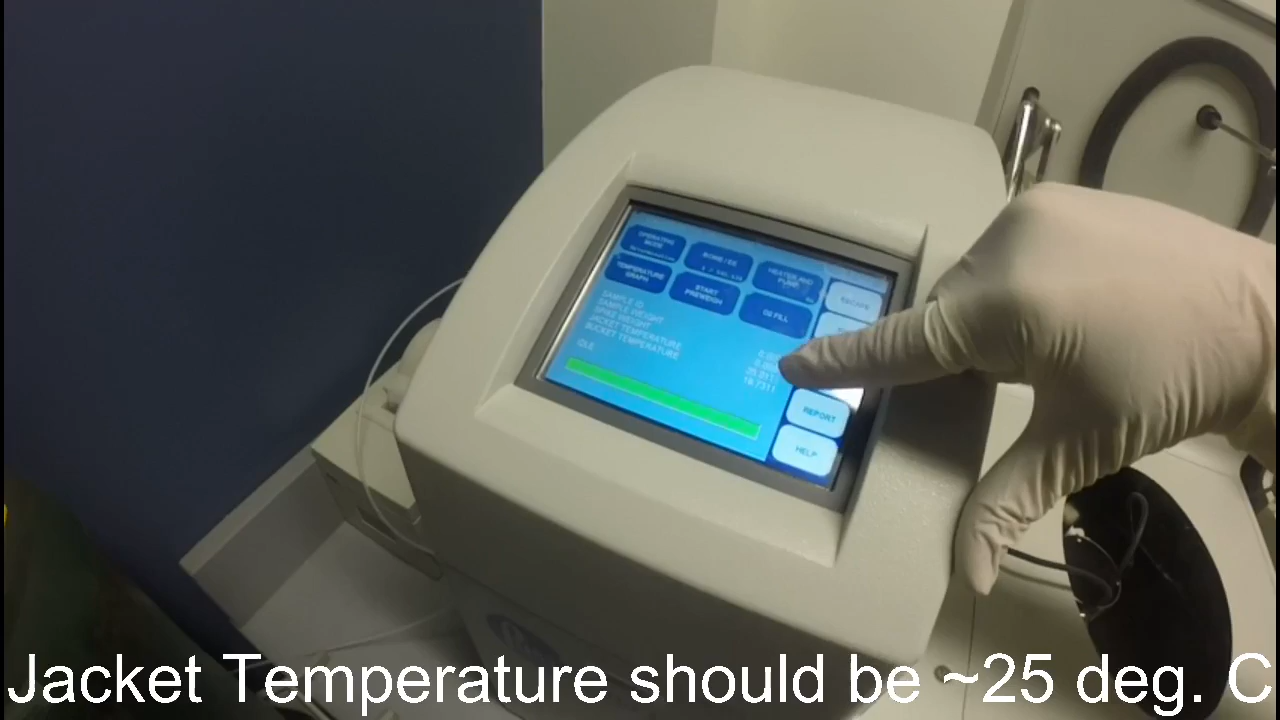 OPERATING
MODE
BOMB / EE
HEATER AND
PUMP
ESCAPE
TEMPERATURE
GRAPH
START
PREWEIGH
O2 FILL
SAMPLE ID
SAMPLE WEIGHT
SPIKE WEIGHT
JACKET TEMPERATURE
BUCKET TEMPERATURE
IDLE
REPORT
HELP
Jacket Temperature should be ~25 deg. C